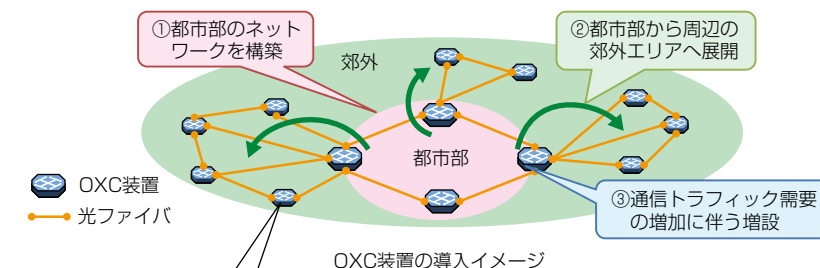 ①都市部のネット
ワークを構築
②都市部から周辺の
郊外エリアへ展開
郊外
都市部
OXC装置
光ファイバ
③通信トラフィック需要
の増加に伴う増設
OXC装置の導入イメージ